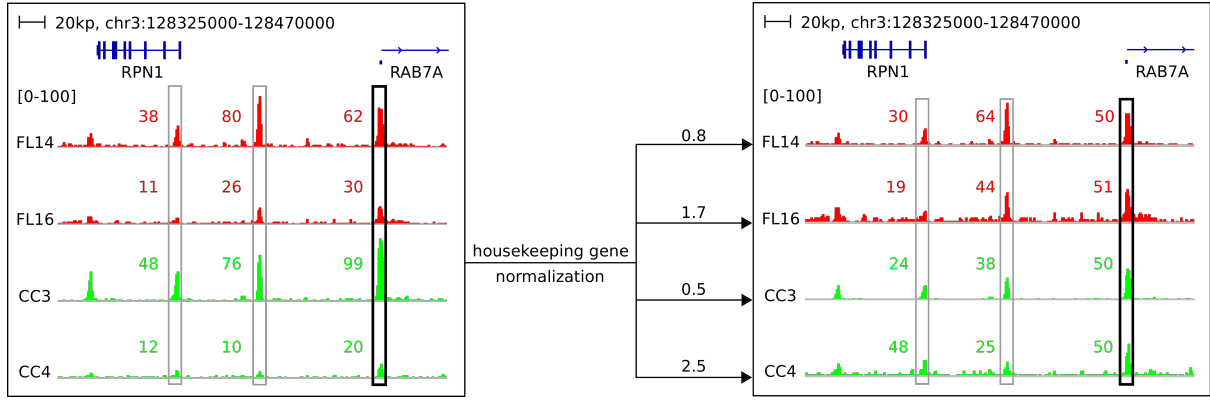 20kp, chr3:128325000-128470000
RPN1
RAB7A
[0-100]
38 80 62
FL14
11 26 30
FL16
48 76 99
CC3
12 10 20
CC4
housekeeping gene
normalization
0.8
1.7
0.5
2.5
20kp, chr3:128325000-128470000
RPN1
RAB7A
[0-100]
30 64 50
FL14
19 44 51
FL16
24 38 50
CC3
48 25 50
CC4